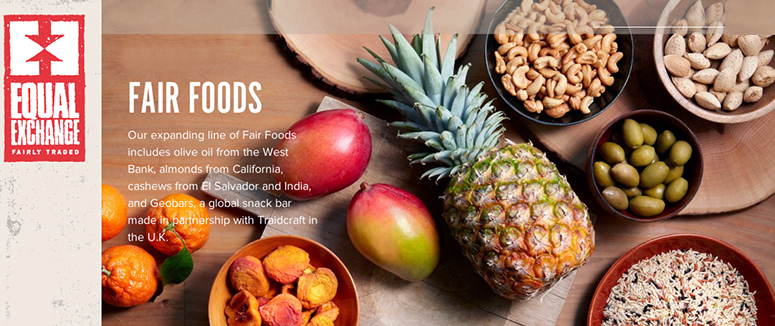 EQUAL
EXCHANGE
FAIRLY TRADED
FAIR FOODS
Our expanding line of Fair Foods
includes olive oil from the West
Bank, almonds from California,
cashews from El Salvador and India,
and Geobars, a global snack bar
made in partnership with Traidcraft in
the U.K.